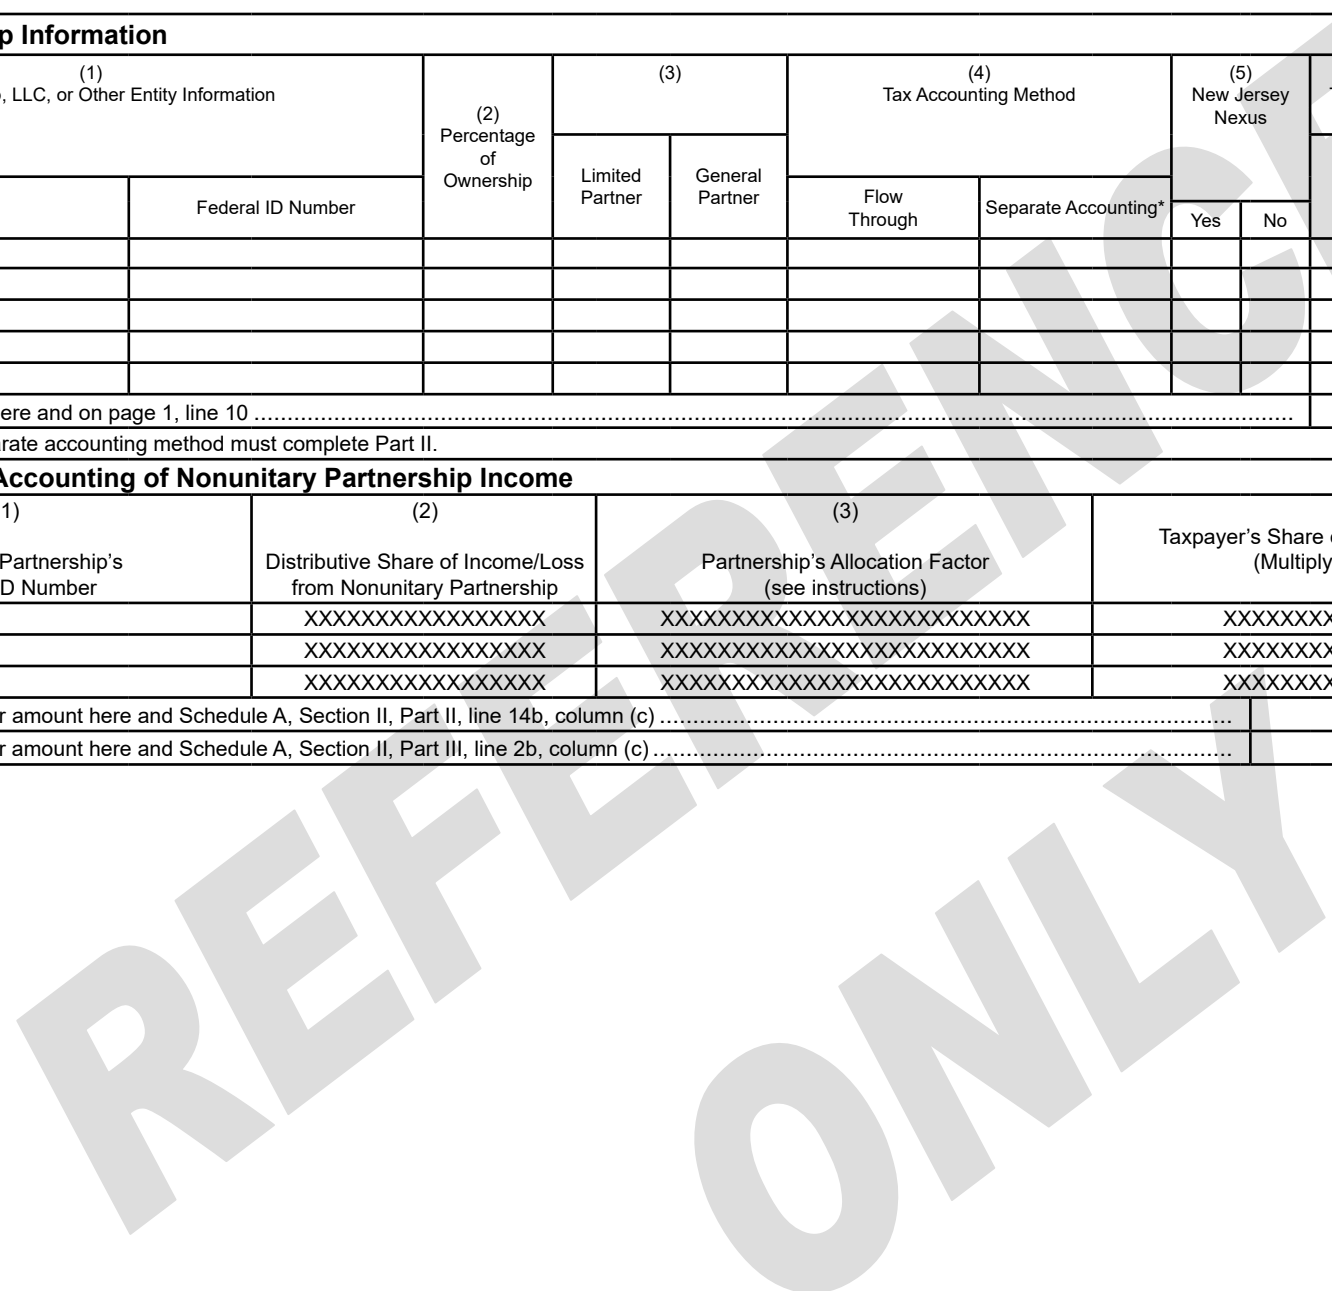 p Information
(1)
, LLC, or Other Entity Information
Federal ID Number
(2)
Percentage
of
Ownership
(3)
Limited
Partner
General
Partner
(4)
Tax Accounting Method
Flow
Through
Separate Accounting*
(5)
New Jersey
Nexus
Yes
No
ere and on page 1, line 10
rate accounting method must complete Part II.
Accounting of Nonunitary Partnership Income
1)
Partnership’s
D Number
(2)
Distributive Share of Income/Loss
from Nonunitary Partnership
(3)
Partnership’s Allocation Factor
(see instructions)
Taxpayer’s Share
(Multiply
XXXXXXXXXXXXXXXXX XXXXXXXXXXXXXXXXXXXXXXXXXX XXXXXXXX
XXXXXXXXXXXXXXXXX XXXXXXXXXXXXXXXXXXXXXXXXXX XXXXXXXX
XXXXXXXXXXXXXXXXX XXXXXXXXXXXXXXXXXXXXXXXXXX XXXXXXXX
r amount here and Schedule A, Section II, Part II, line 14b, column (c)
r amount here and Schedule A, Section II, Part III, line 2b, column (c)
REFERENCE
ONLY